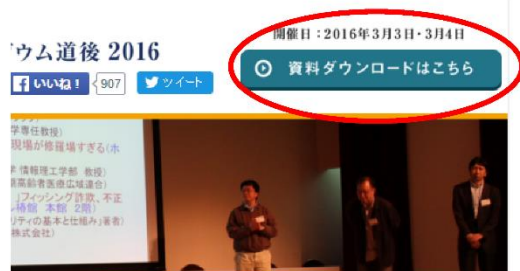 開催日：2016年3月3日・3月4日
ウム道後 2016
いいね！ 907 ツイート
資料ダウンロードはこちら
学専任教授）
現場が修羅場すぎる（水
学 情報理工学部 教授）
期高齢者医療広域連合）
」フィッシング詐欺、不正
椿館 本館 2階）
リティの基本と仕組み」著者）
株式会社）